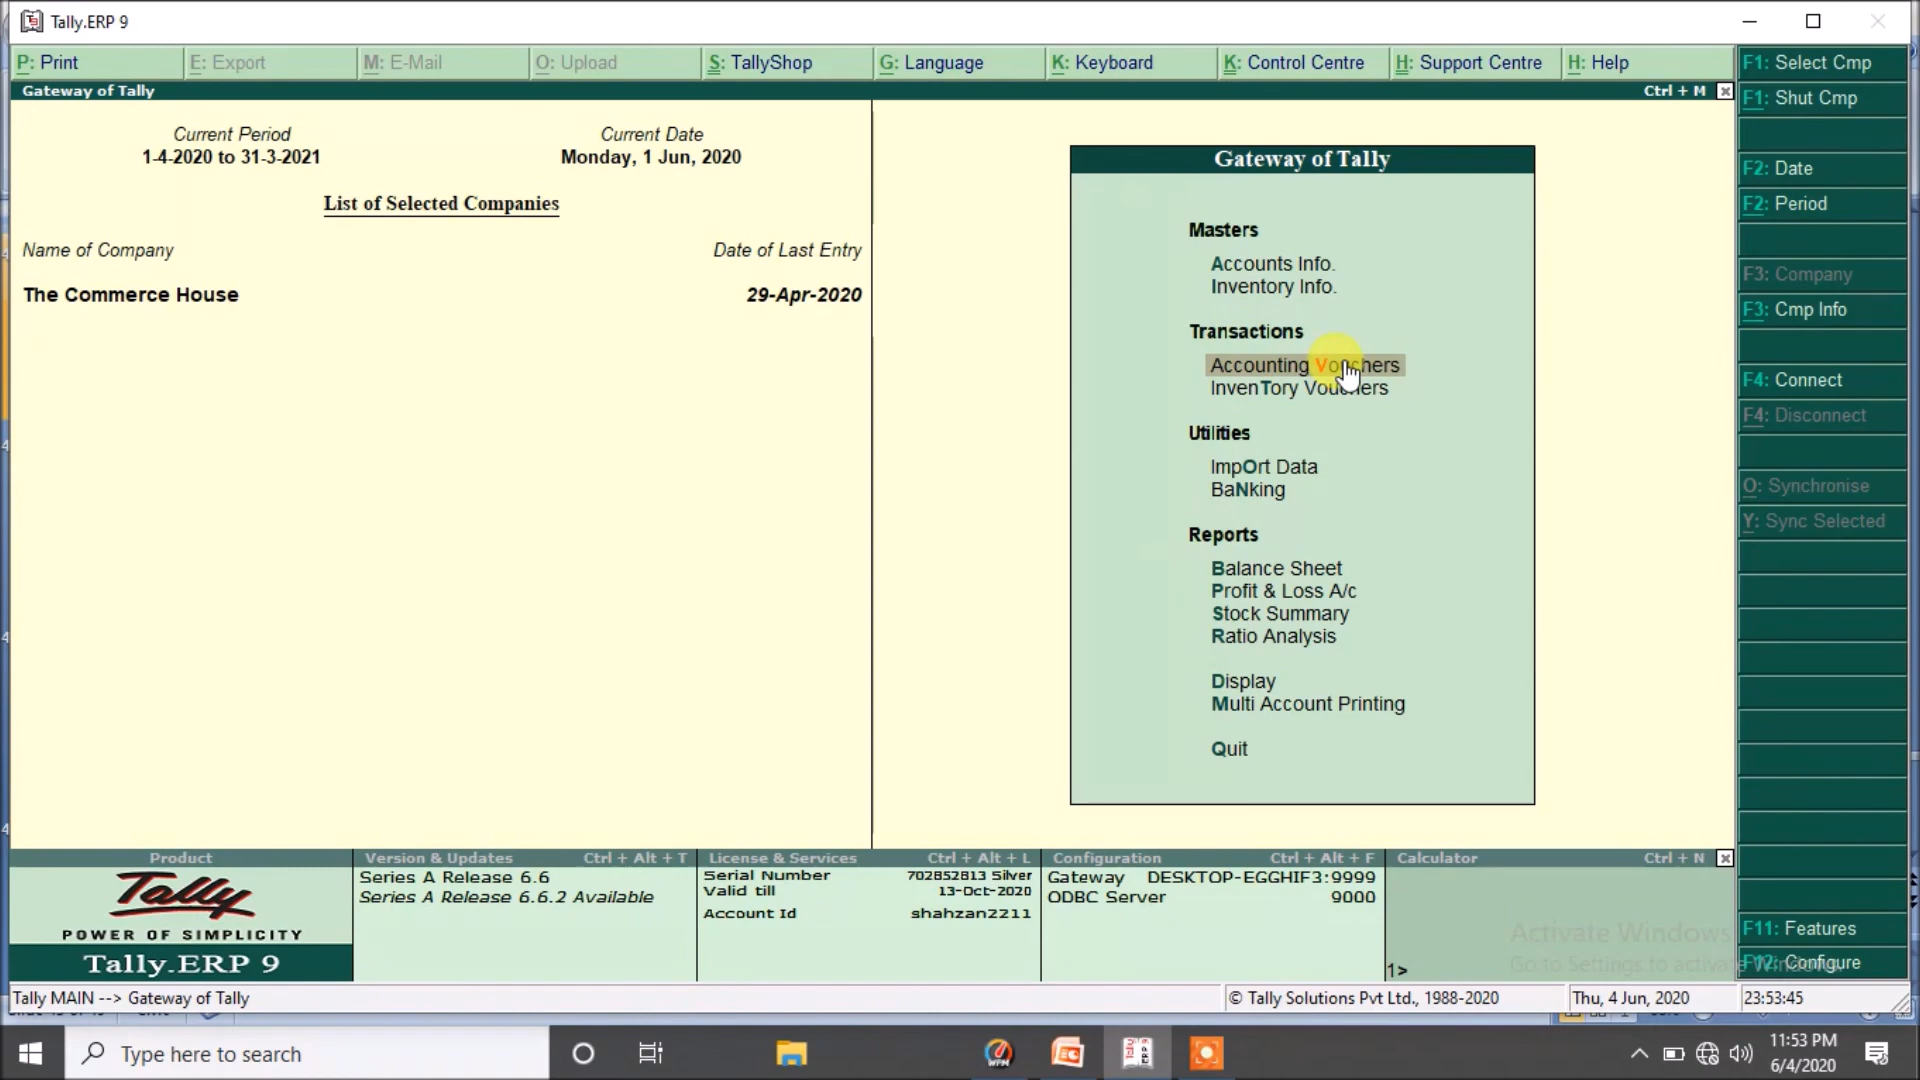 Tally.ERP 9
P: Print E: Export M: E-Mail O: Upload S: TallyShop G: Language K: Keyboard K: Control Centre H: Support Centre H: Help
Gateway of Tally Ctrl + M
Current Period Current Date
1-4-2020 to 31-3-2021 Monday, 1 Jun, 2020
List of Selected Companies
Name of Company Date of Last Entry
The Commerce House 29-Apr-2020
Gateway of Tally
Masters
Accounts Info.
Inventory Info.
Transactions
Accounting Vouchers
InvenTory Vouchers
Utilities
ImpOrt Data
BaNking
Reports
Balance Sheet
Profit & Loss A/c
Stock Summary
Ratio Analysis
Display
Multi Account Printing
Quit
F1: Select Cmp
F1: Shut Cmp
F2: Date
F2: Period
F3: Company
F3: Cmp Info
F4: Connect
F4: Disconnect
O: Synchronise
Y: Sync Selected
F11: Features
F12: Configure
Product
Tally
POWER OF SIMPLICITY
Tally.ERP 9
Version & Updates Ctrl + Alt + T
Series A Release 6.6
Series A Release 6.6.2 Available
License & Services Ctrl + Alt + L
Serial Number 702852813 Silver
Valid till 13-Oct-2020
Account Id shahzan2211
Configuration Ctrl + Alt + F
Gateway DESKTOP-EGGHIF3:9999
ODBC Server 9000
Calculator Ctrl + N
1>
Activate Windows
Go to Settings to activate Windows.
Tally MAIN --> Gateway of Tally © Tally Solutions Pvt Ltd., 1988-2020 Thu, 4 Jun, 2020 23:53:45
Type here to search
11:53 PM
6/4/2020